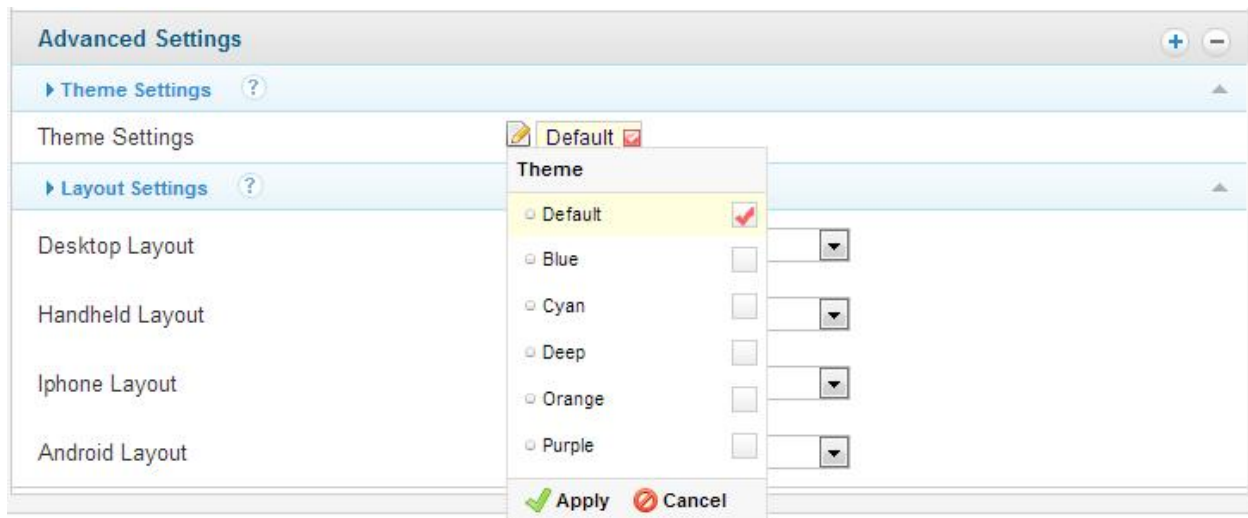 Advanced Settings
Theme Settings ?
Theme Settings Default
Theme
Layout Settings ?
Default
Desktop Layout
Blue
Cyan
Handheld Layout
Deep
Iphone Layout
Orange
Purple
Android Layout
Apply Cancel